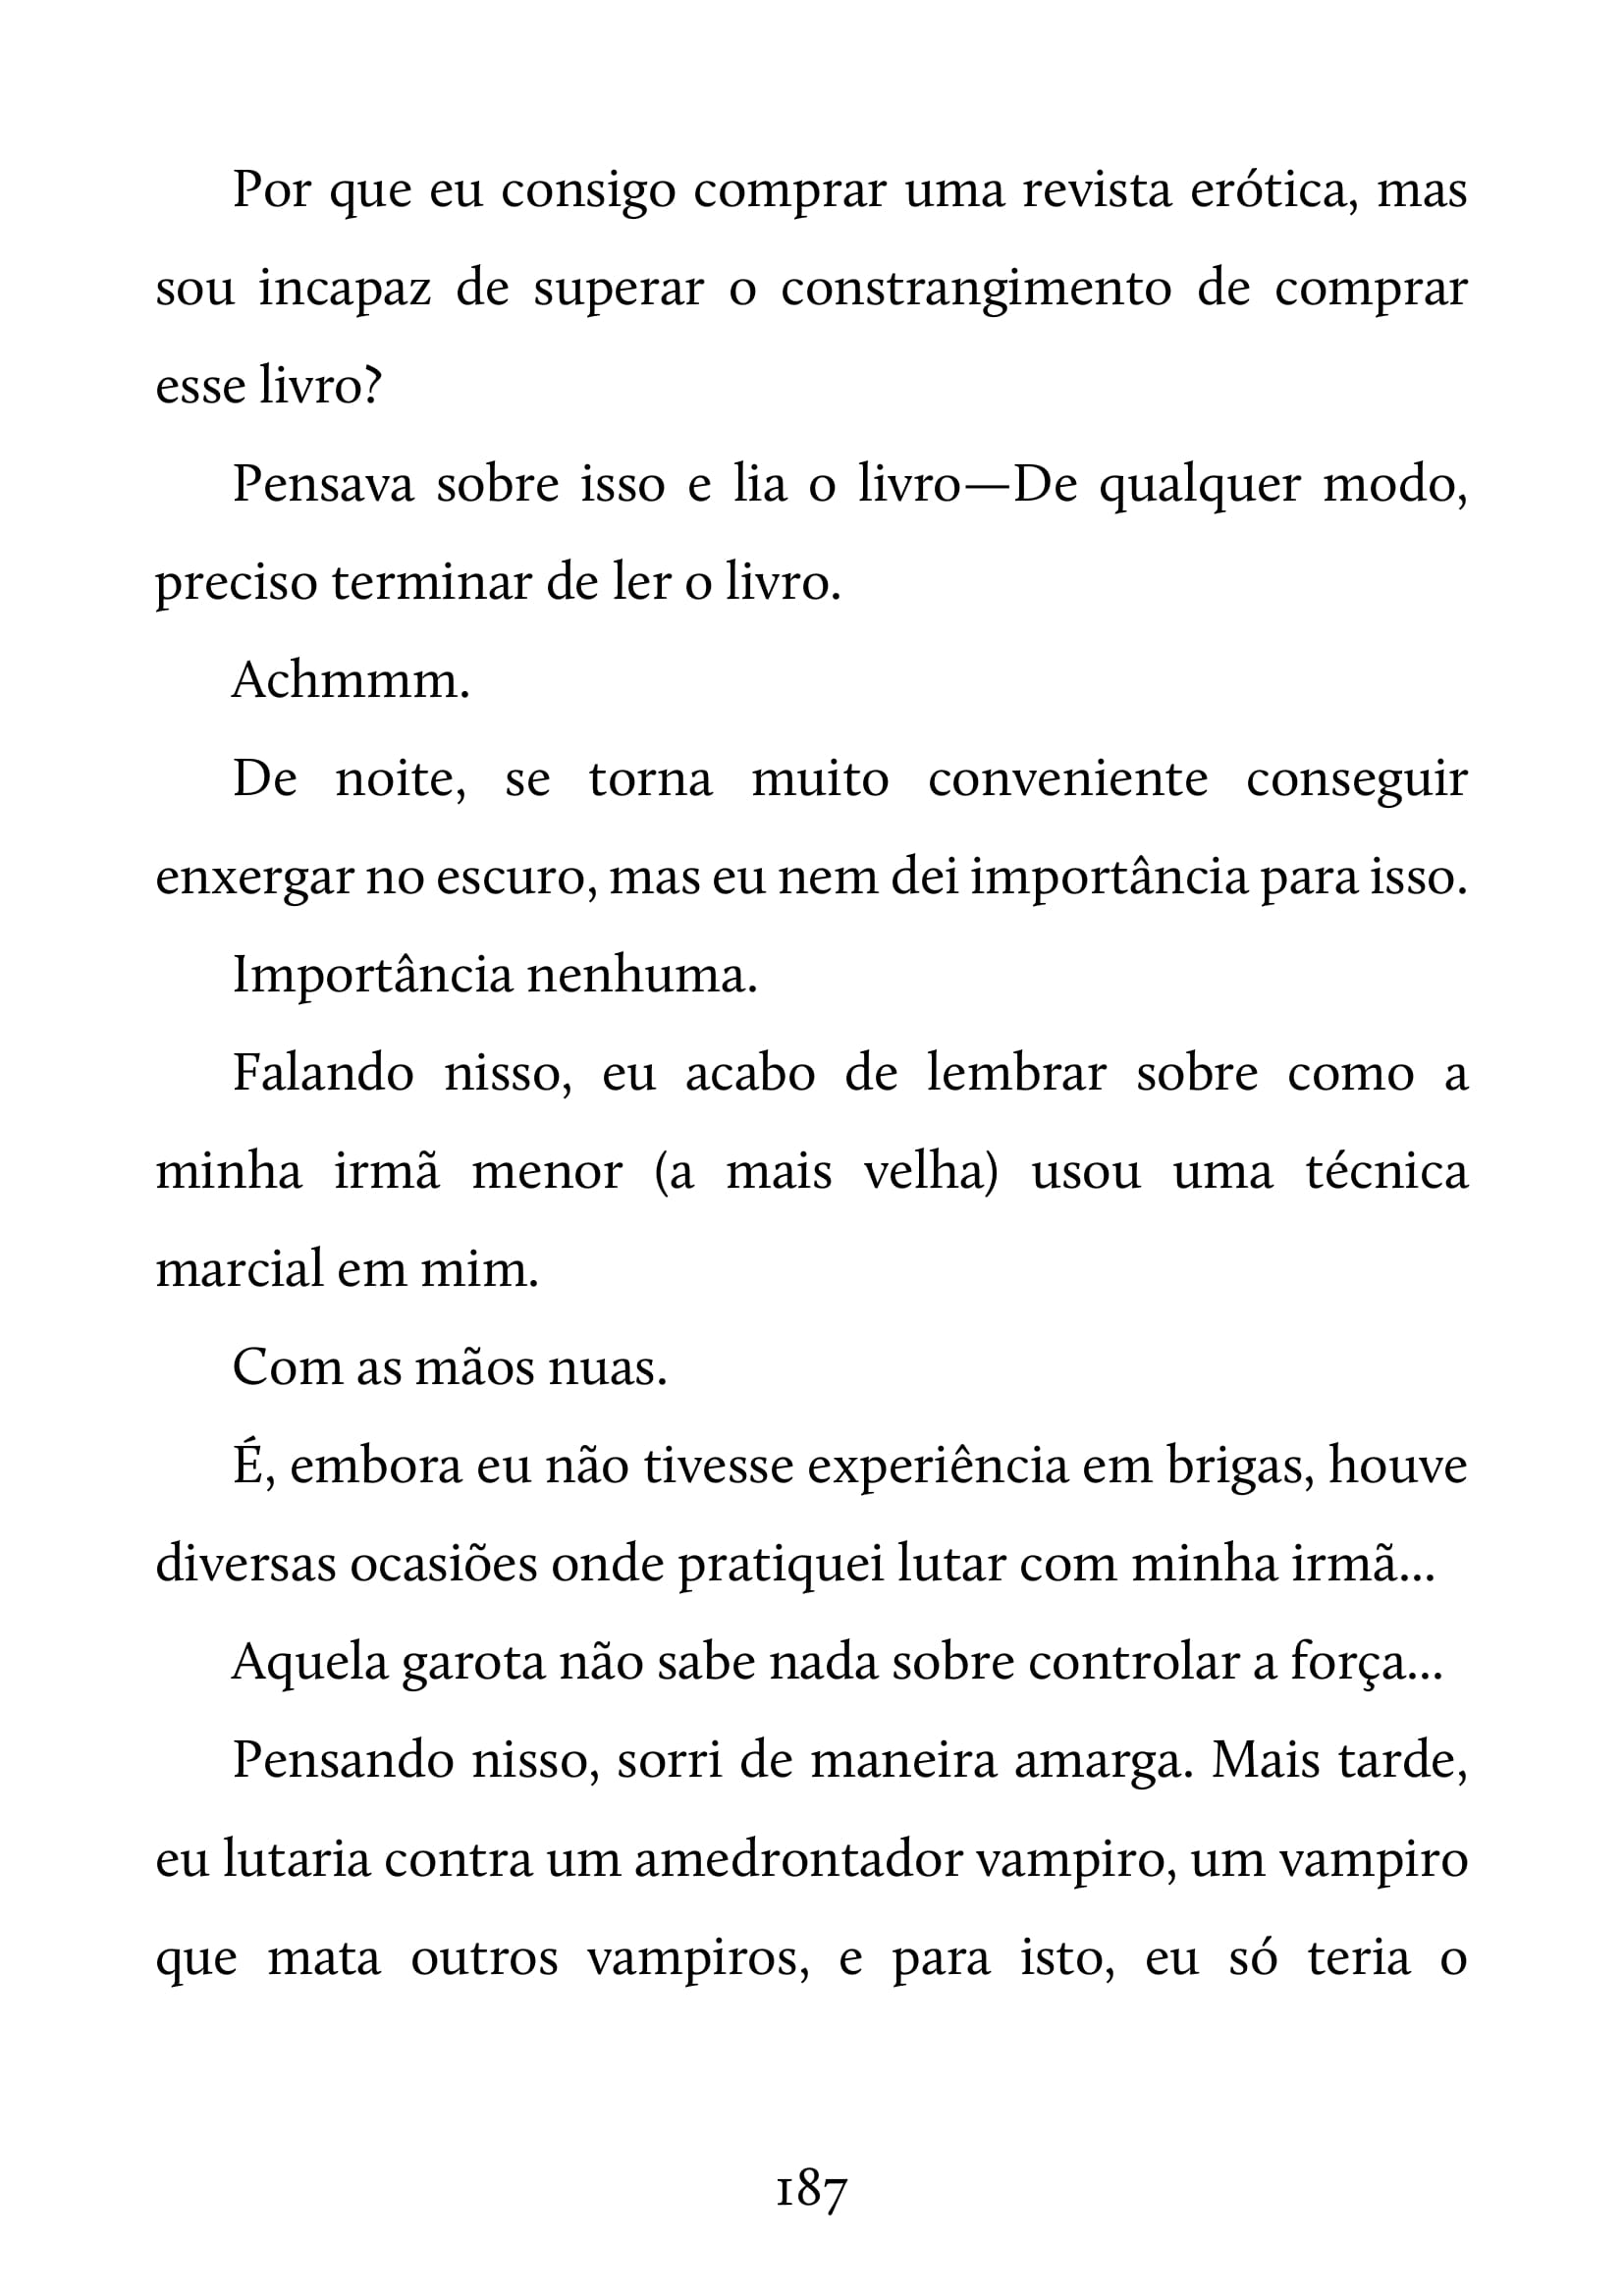 Por que eu consigo comprar uma revista erótica, mas
sou incapaz de superar o constrangimento de comprar
esse livro?
Pensava sobre isso e lia o livro—De qualquer modo,
preciso terminar de ler o livro.
Achmmm.
De noite, se torna muito conveniente conseguir
enxergar no escuro, mas eu nem dei importância para isso.
Importância nenhuma.
Falando nisso, eu acabo de lembrar sobre como a
minha irmã menor (a mais velha) usou uma técnica
marcial em mim.
Com as mãos nuas.
É, embora eu não tivesse experiência em brigas, houve
diversas ocasiões onde pratiquei lutar com minha irmã...
Aquela garota não sabe nada sobre controlar a força...
Pensando nisso, sorri de maneira amarga. Mais tarde,
eu lutaria contra um amedrontador vampiro, um vampiro
que mata outros vampiros, e para isto, eu só teria o
187